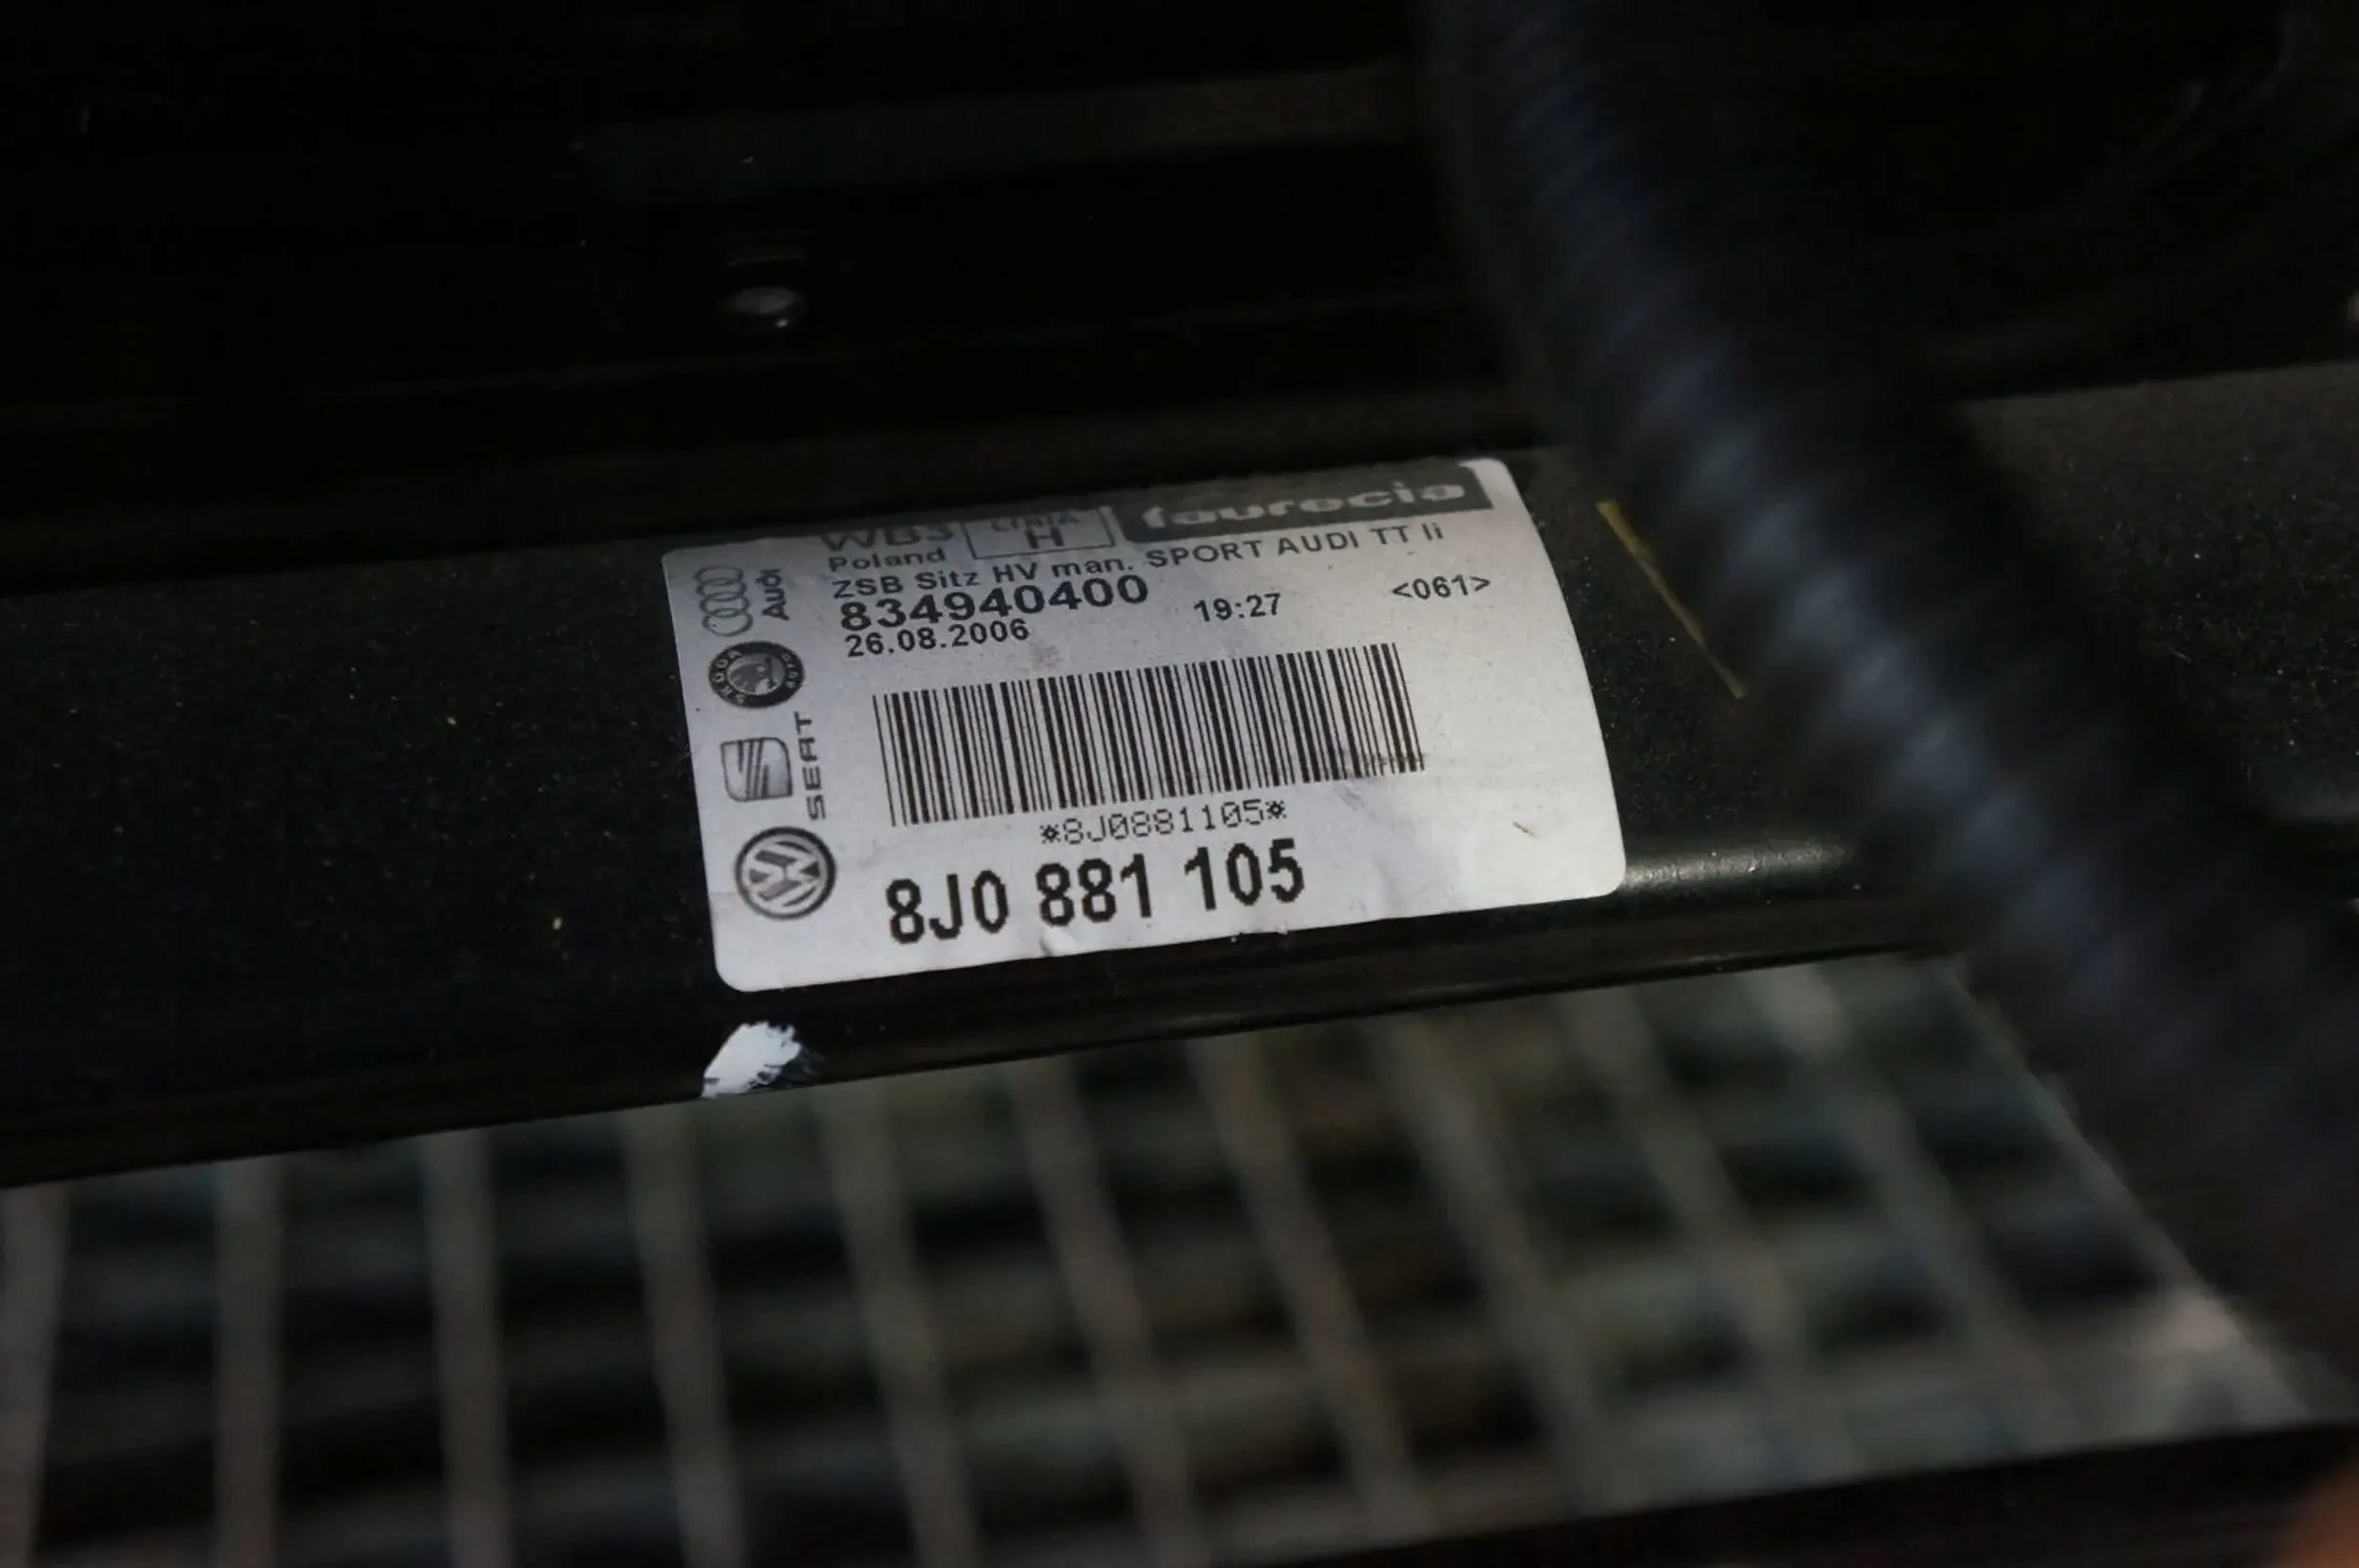 WB3
H
faurecia
Poland
ZSB Sitz HV man. SPORT AUDI TT li
834940400
19:27
<061>
26.08.2006
Audi
SKODA
SEAT
*8J0881105*
8J0 881 105